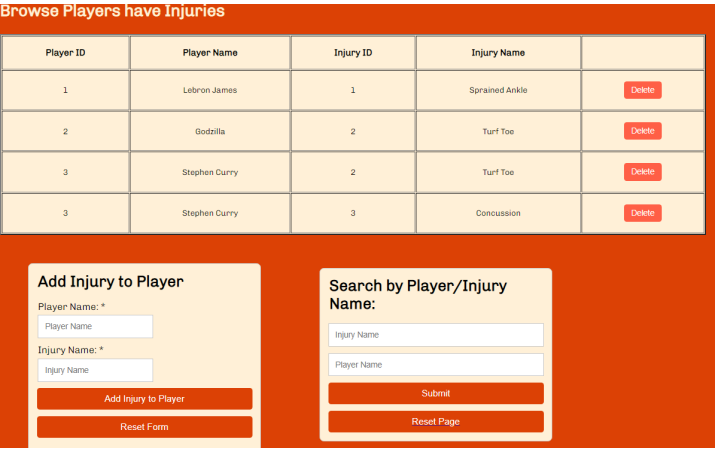 Browse Players have Injuries
Player ID Player Name Injury ID Injury Name
1 Lebron James 1 Sprained Ankle Delete
2 Godzilla 2 Turf Toe Delete
3 Stephen Curry 2 Turf Toe Delete
3 Stephen Curry 3 Concussion Delete
Add Injury to Player
Player Name: *
Player Name
Injury Name: *
Injury Name
Add Injury to Player
Reset Form
Search by Player/Injury
Name:
Injury Name
Player Name
Submit
Reset Page